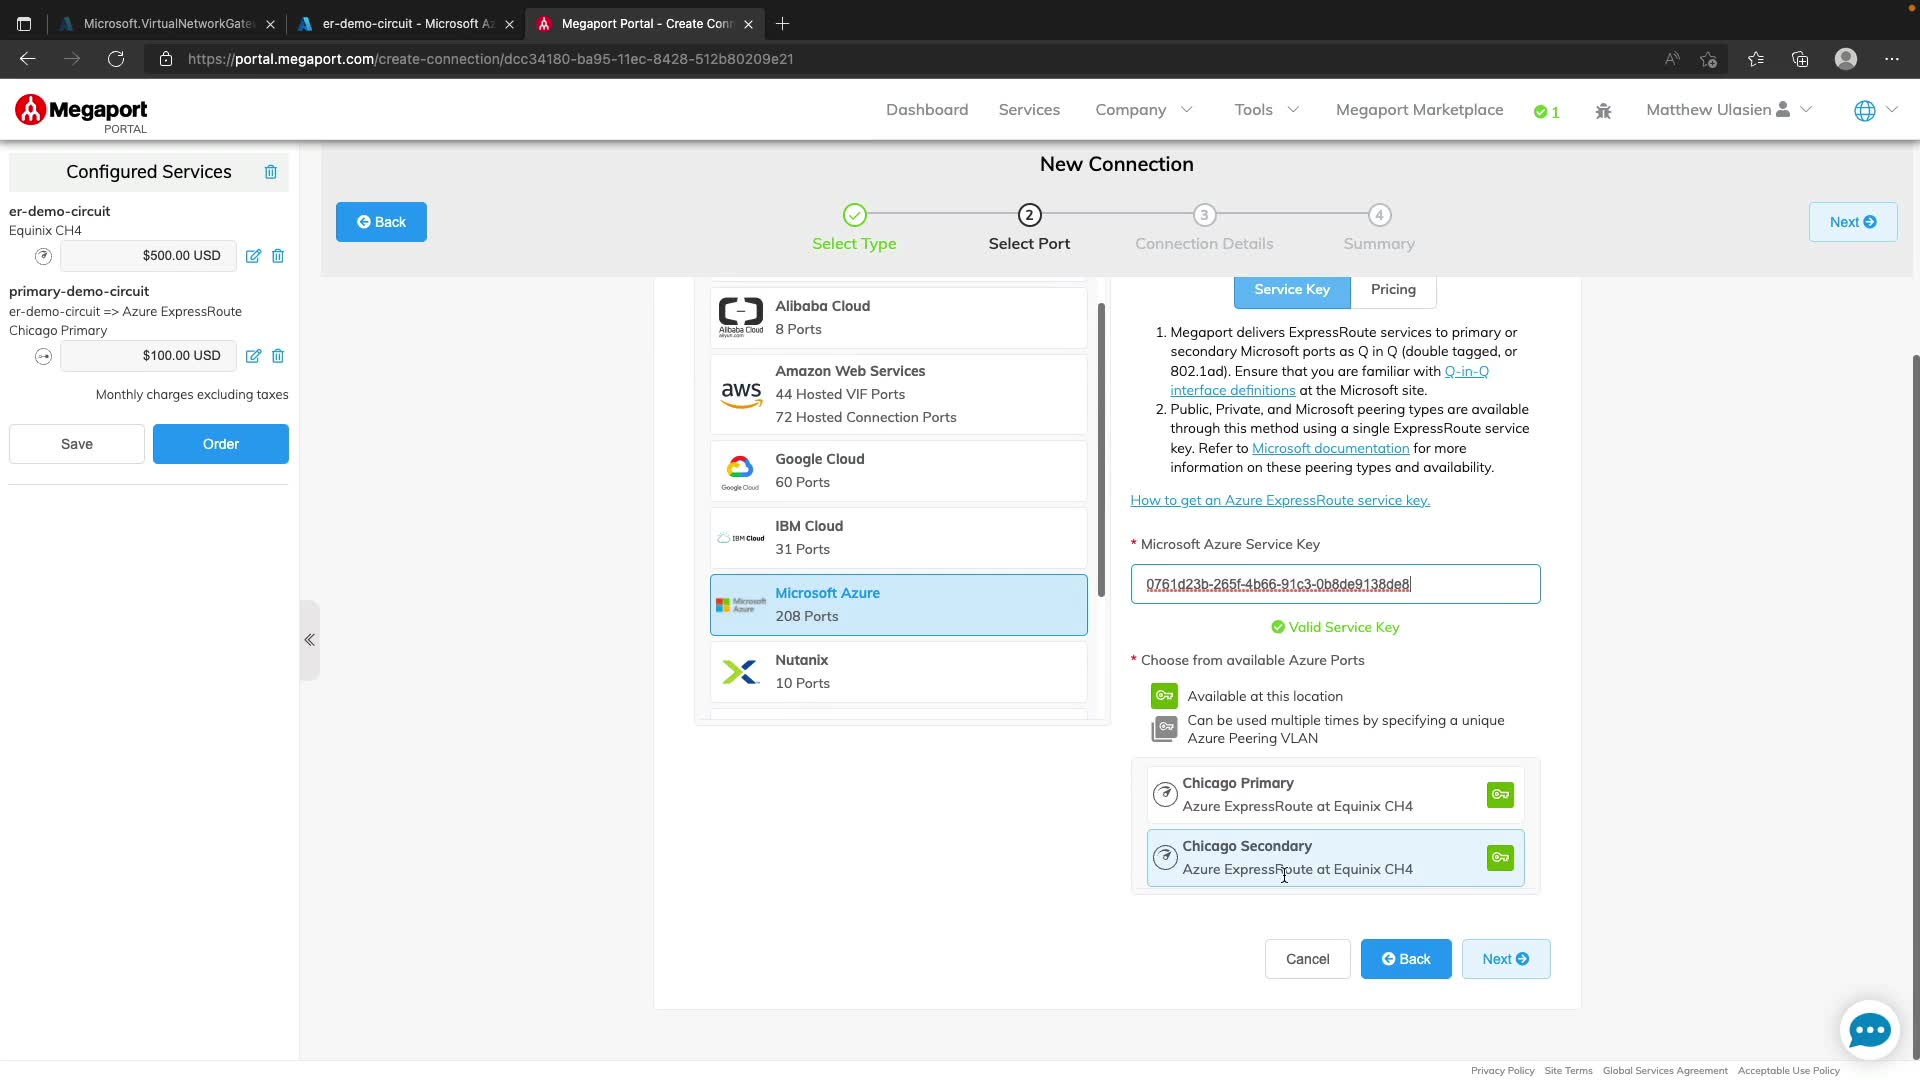 Microsoft.VirtualNetworkGate
er-demo-circuit - Microsoft Az
Megaport Portal - Create Conn
https://portal.megaport.com/create-connection/dcc34180-ba95-11ec-8428-512b80209e21
Megaport
PORTAL
Dashboard
Services
Company
Tools
Megaport Marketplace
1
Matthew Ulasien
Configured Services
er-demo-circuit
Equinix CH4
$500.00 USD
primary-demo-circuit
er-demo-circuit => Azure ExpressRoute
Chicago Primary
$100.00 USD
Monthly charges excluding taxes
Save
Order
New Connection
Back
2
3
4
Select Type
Select Port
Connection Details
Summary
Next
Alibaba Cloud
8 Ports
Amazon Web Services
44 Hosted VIF Ports
72 Hosted Connection Ports
aws
Google Cloud
60 Ports
Google Cloud
IBM Cloud
31 Ports
IBM Cloud
Microsoft Azure
208 Ports
Microsoft
Azure
Nutanix
10 Ports
Service Key
Pricing
1. Megaport delivers ExpressRoute services to primary or
secondary Microsoft ports as Q in Q (double tagged, or
802.1ad). Ensure that you are familiar with Q-in-Q
interface definitions at the Microsoft site.
2. Public, Private, and Microsoft peering types are available
through this method using a single ExpressRoute service
key. Refer to Microsoft documentation for more
information on these peering types and availability.
How to get an Azure ExpressRoute service key.
* Microsoft Azure Service Key
0761d23b-265f-4b66-91c3-0b8de9138de8
Valid Service Key
* Choose from available Azure Ports
Available at this location
Can be used multiple times by specifying a unique
Azure Peering VLAN
Chicago Primary
Azure ExpressRoute at Equinix CH4
Chicago Secondary
Azure ExpressRoute at Equinix CH4
Cancel
Back
Next
Privacy Policy
Site Terms
Global Services Agreement
Acceptable Use Policy